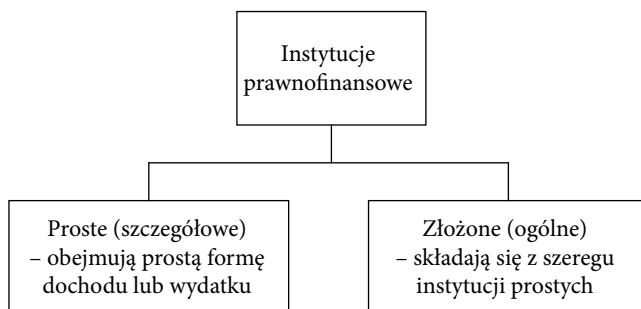 Instytucje
prawnofinansowe
Proste (szczegółowe)
– obejmują prostą formę
dochodu lub wydatku
Złożone (ogólne)
– składają się z szeregu
instytucji prostych